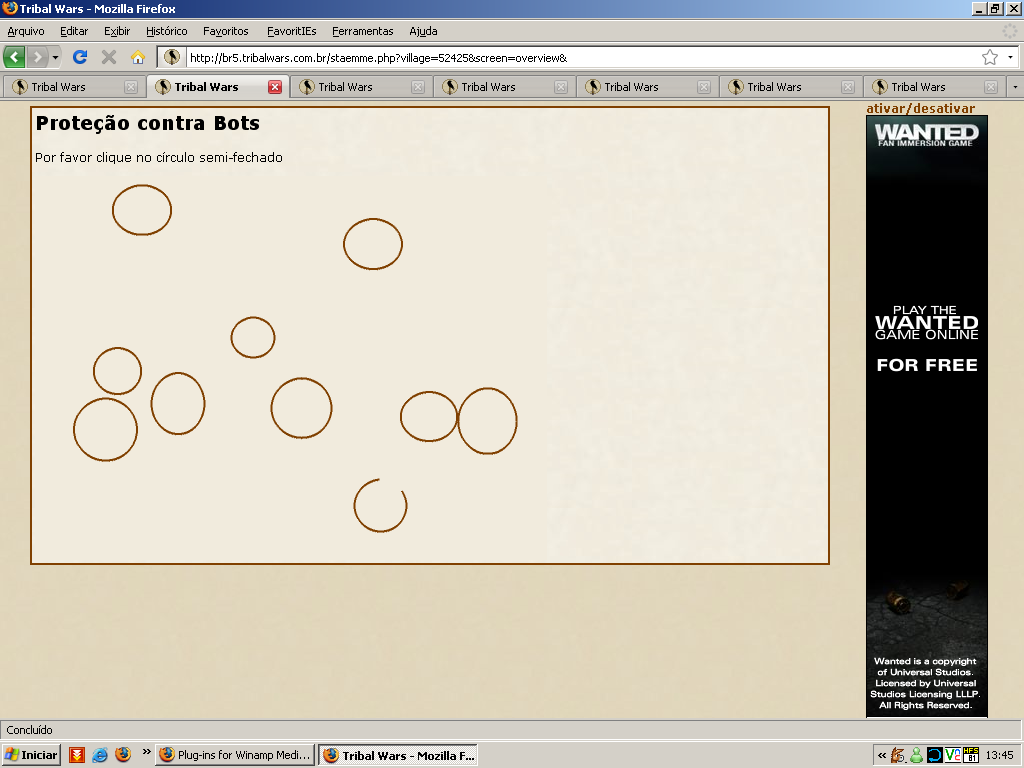 Tribal Wars - Mozilla Firefox
Arquivo Editar Exibir Histórico Favoritos FavoritIEs Ferramentas Ajuda
http://br5.tribalwars.com.br/staemme.php?village=52425&screen=overview&
Tribal Wars Tribal Wars Tribal Wars Tribal Wars Tribal Wars Tribal Wars Tribal Wars
ativar/desativar
Proteção contra Bots
Por favor clique no círculo semi-fechado
WANTED
FAN IMMERSION GAME
PLAY THE
WANTED
GAME ONLINE
FOR FREE
Wanted is a copyright
of Universal Studios.
Licensed by Universal
Studios Licensing LLLP.
All Rights Reserved.
Concluído
Iniciar » Plug-ins for Winamp Medi... Tribal Wars - Mozilla F... « HFS 81 13:45